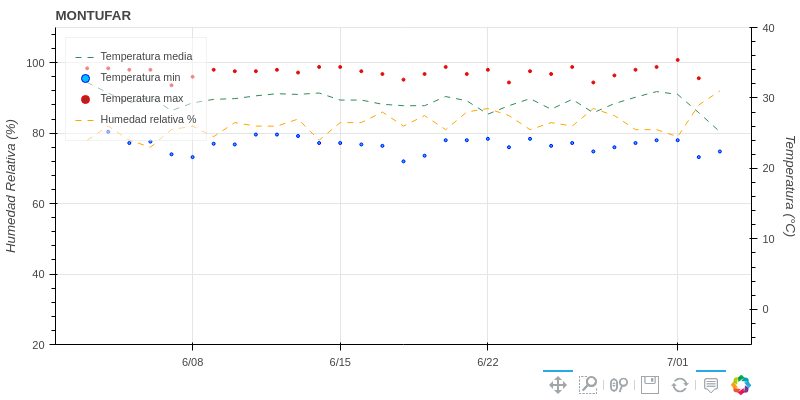 MONTUFAR
Temperatura media
Temperatura min
Temperatura max
Humedad relativa %
Humedad Relativa (%)
100
80
60
40
20
Temperatura (°C)
40
30
20
10
0
6/08
6/15
6/22
7/01